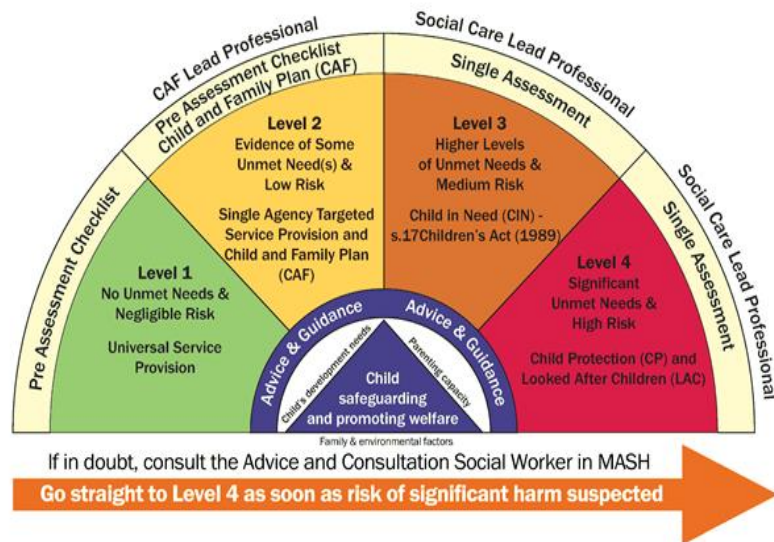 CAF Lead Professional
Pre Assessment Checklist
Child and Family Plan (CAF)
Social Care Lead Professional
Single Assessment
Social Care Lead Professional
Single Assessment
Pre Assessment Checklist
Level 1
No Unmet Needs &
Negligible Risk
Universal Service
Provision
Level 2
Evidence of Some
Unmet Need(s) &
Low Risk
Single Agency Targeted
Service Provision and
Child and Family Plan
(CAF)
Level 3
Higher Levels
of Unmet Needs &
Medium Risk
Child in Need (CIN) -
s.17Children's Act (1989)
Level 4
Significant
Unmet Needs &
High Risk
Child Protection (CP) and
Looked After Children (LAC)
Advice & Guidance
Advice & Guidance
Child's development needs
Parenting capacity
Child
safeguarding
and promoting welfare
Family & environmental factors
If in doubt, consult the Advice and Consultation Social Worker in MASH
Go straight to Level 4 as soon as risk of significant harm suspected